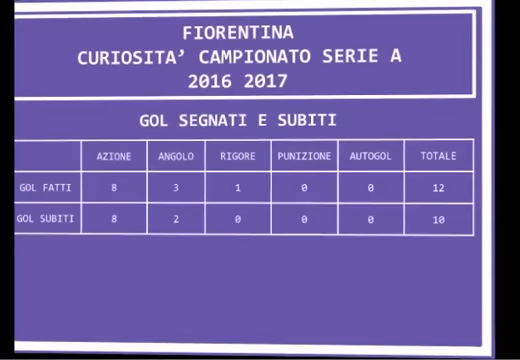 FIORENTINA
CURIOSITA’ CAMPIONATO SERIE A
2016 2017
GOL SEGNATI E SUBITI
AZIONE ANGOLO RIGORE PUNIZIONE AUTOGOL TOTALE
GOL FATTI 8 3 1 0 0 12
GOL SUBITI 8 2 0 0 0 10